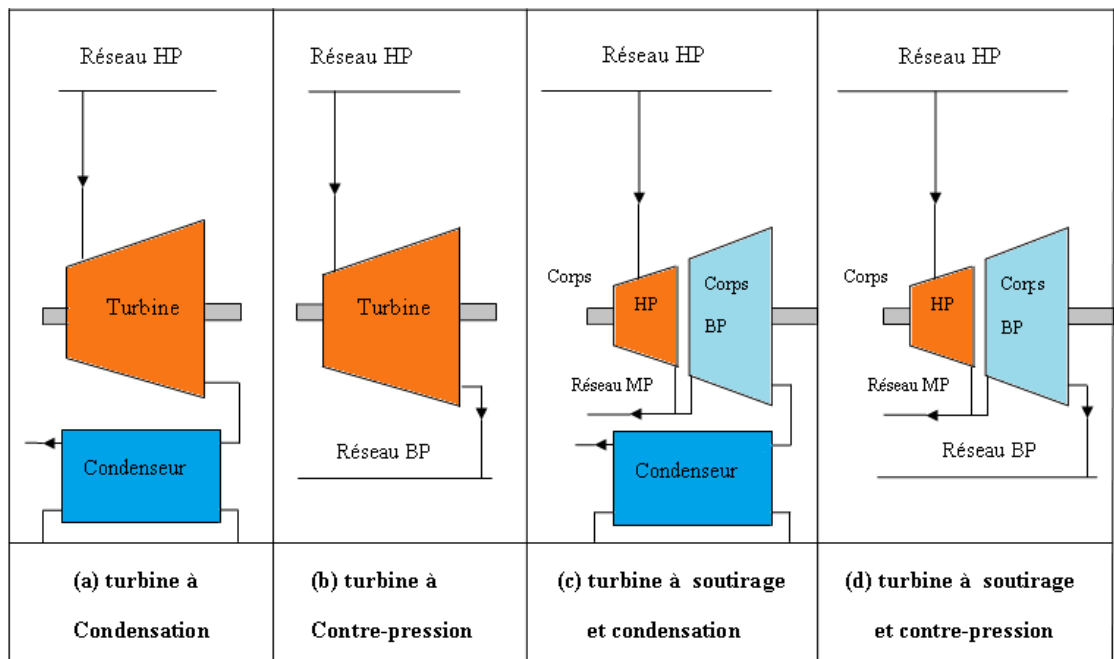 Réseau HP
Turbine
Condenseur
(a) turbine à
Condensation
Réseau HP
Turbine
Réseau BP
(b) turbine à
Contre-pression
Réseau HP
Corps
HP
Corps
BP
Réseau MP
Condenseur
(c) turbine à soutirage
et condensation
Réseau HP
Corps
HP
Corps
BP
Réseau MP
Réseau BP
(d) turbine à soutirage
et contre-pression